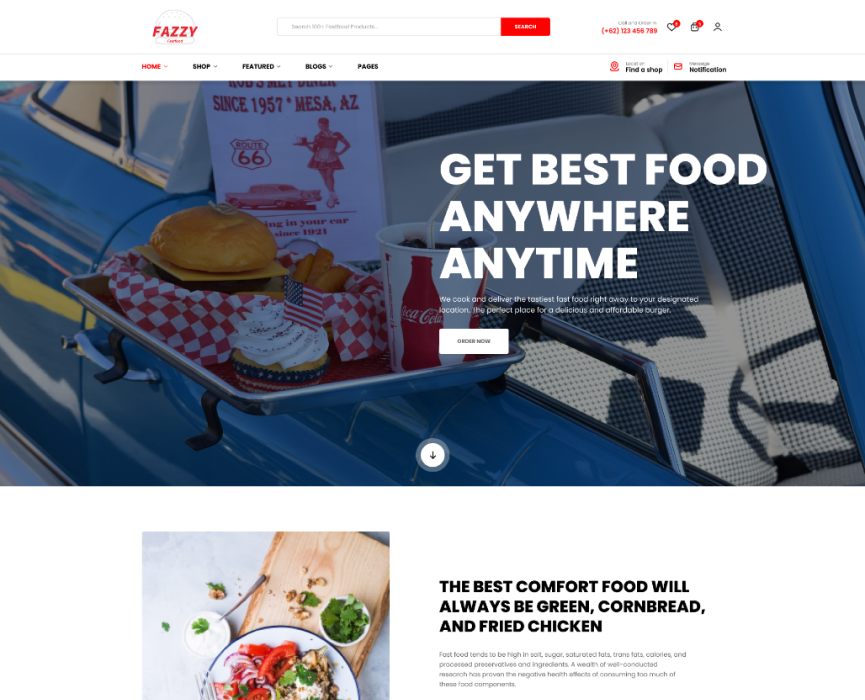 FAZZY
Search 100+ Fastfood Products...
SEARCH
Call and Order in
(+62) 123 456 789
0
0
HOME
SHOP
FEATURED
BLOGS
PAGES
Location
Find a shop
Message
Notification
ROB'S MET DINER
SINCE 1957 * MESA, AZ
ROUTE
66
in your car
since 1921
Coca-Cola
GET BEST FOOD
ANYWHERE
ANYTIME
We cook and deliver the tastiest fast food right away to your designated
location. The perfect place for a delicious and affordable burger.
ORDER NOW
THE BEST COMFORT FOOD WILL
ALWAYS BE GREEN, CORNBREAD,
AND FRIED CHICKEN
Fast food tends to be high in salt, sugar, saturated fats, trans fats, calories, and
processed preservatives and ingredients. A wealth of well-conducted
research has proven the negative health effects of consuming too much of
these food components.